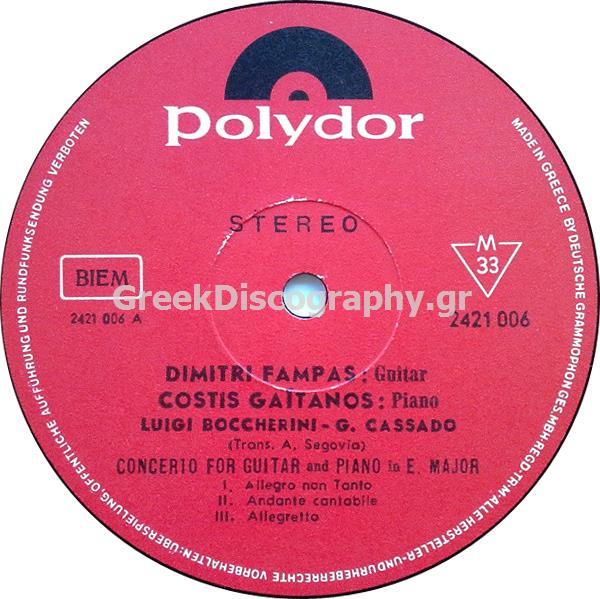 polydor
STEREO
BIEM
M
33
GreekDiscography.gr
2421 006 A
2421 006
DIMITRI FAMPAS: Guitar
COSTIS GAÏTANOS: Piano
LUIGI BOCCHERINI - G. CASSADO
(Trans. A, Segovia)
CONCERTO FOR GUITAR and PIANO in E. MAJOR
I. Allegro non Tanto
II. Andante cantabile
III. Allegretto
MADE IN GREECE BY DEUTSCHE GRAMMOPHON GES. MBH-REGD-TR-M-ALLE HERSTELLER-UND URHEBERRECHTE VORBEHALTEN-ÜBERSPIELUNG ÖFFENTLICHE AUFFÜHRUNG UND RUNDFUNKSENDUNG VERBOTEN